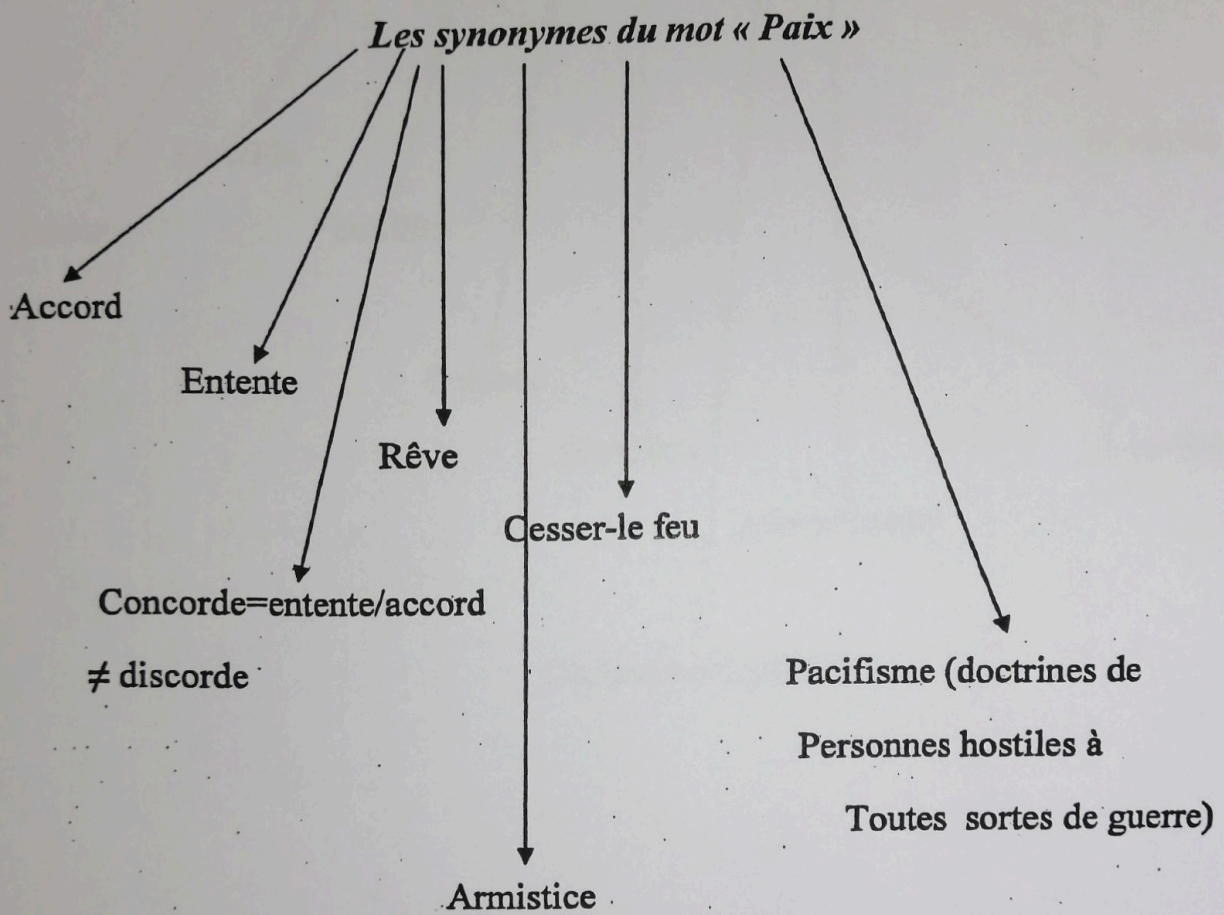 Les synonymes du mot « Paix »
Accord
Entente
Rêve
Cesser-le feu
Concorde=entente/accord
≠ discorde
Pacifisme (doctrines de
Personnes hostiles à
Toutes sortes de guerre)
Armistice